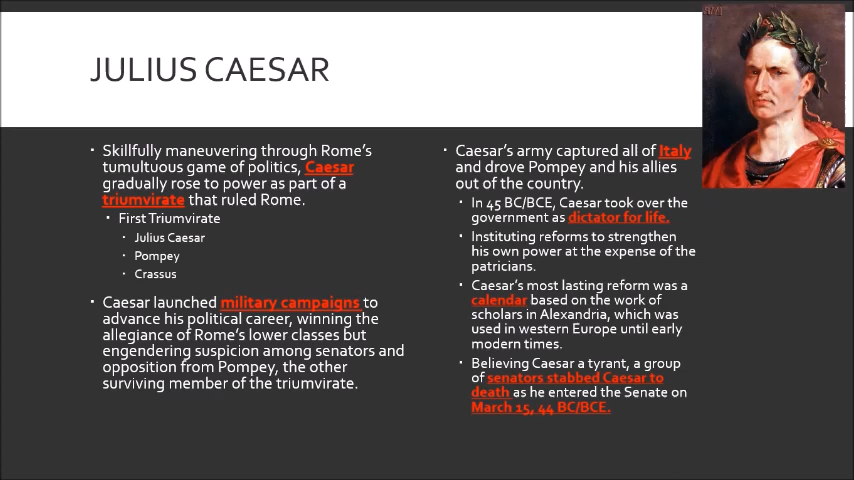 JULIUS CAESAR
Skillfully maneuvering through Rome's
tumultuous game of politics, Caesar
gradually rose to power as part of a
triumvirate that ruled Rome.
First Triumvirate
Julius Caesar
Pompey
Crassus
Caesar launched military campaigns to
advance his political career, winning the
allegiance of Rome's lower classes but
engendering suspicion among senators and
opposition from Pompey, the other
surviving member of the triumvirate.
Caesar's army captured all of Italy
and drove Pompey and his allies
out of the country.
In 45 BC/BCE, Caesar took over the
government as dictator for life.
Instituting reforms to strengthen
his own power at the expense of the
patricians.
Caesar's most lasting reform was a
calendar based on the work of
scholars in Alexandria, which was
used in western Europe until early
modern times.
Believing Caesar a tyrant, a group
of senators stabbed Caesar to
death as he entered the Senate on
March 15, 44 BC/BCE.